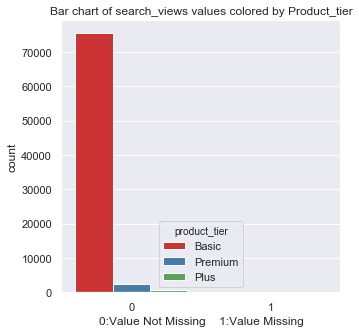 Bar chart of search_views values colored by Product_tier
70000
60000
50000
40000
30000
20000
10000
0
count
product_tier
Basic
Premium
Plus
0 1
0:Value Not Missing 1:Value Missing